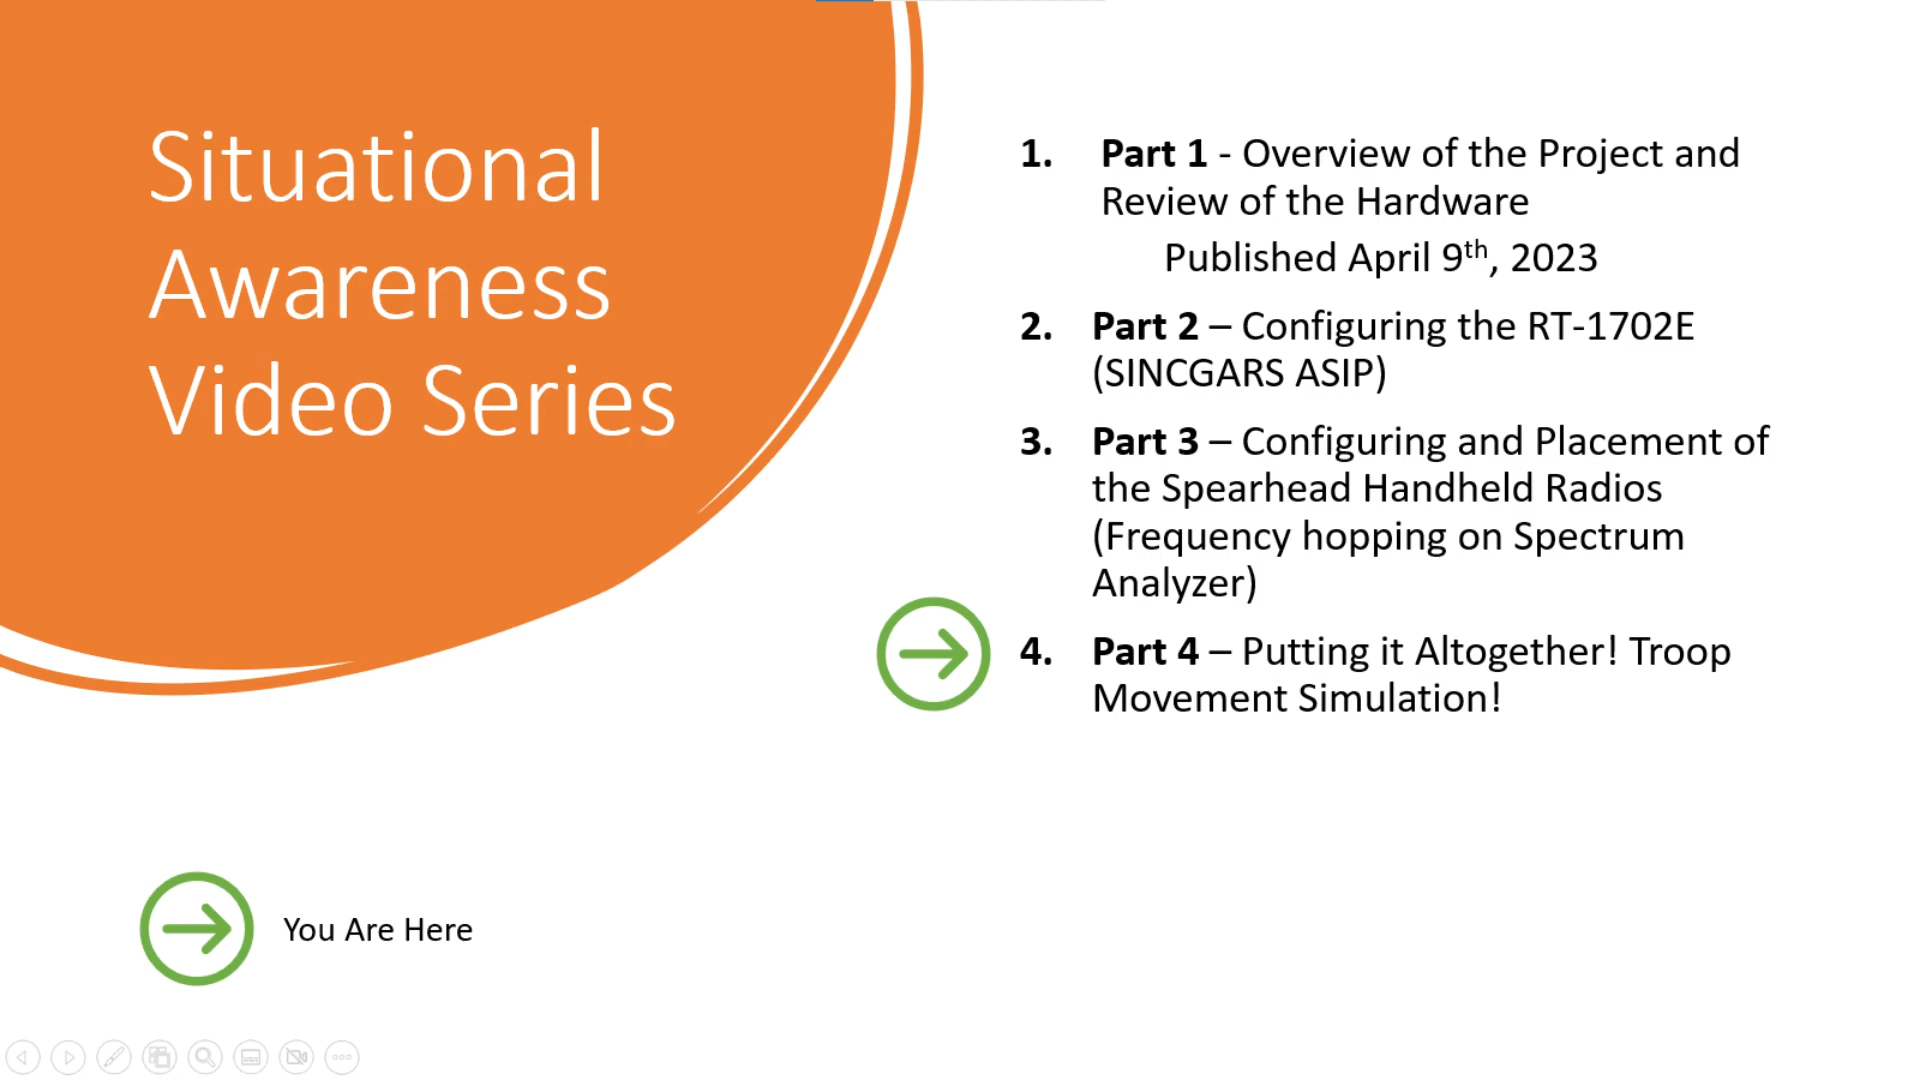 Situational
Awareness
Video Series
1. Part 1 - Overview of the Project and
Review of the Hardware
Published April 9th, 2023
2. Part 2 – Configuring the RT-1702E
(SINCGARS ASIP)
3. Part 3 – Configuring and Placement of
the Spearhead Handheld Radios
(Frequency hopping on Spectrum
Analyzer)
4. Part 4 – Putting it Altogether! Troop
Movement Simulation!
You Are Here